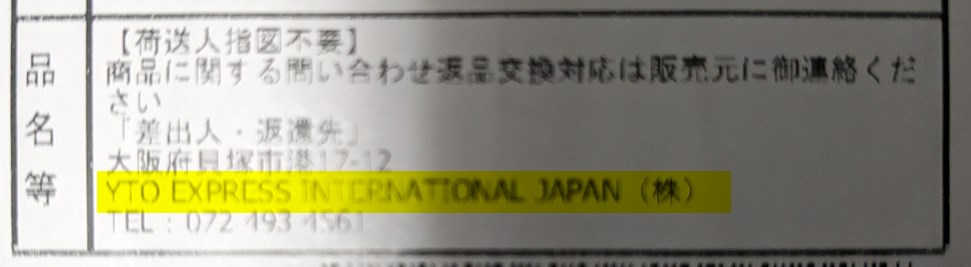 品名等
【荷送人指図不要】
商品に関する問い合わせ返品交換対応は販売元に御連絡くだ
さい
「差出人・返還先」
大阪府貝塚市港17-12
YTO EXPRESS INTERNATIONAL JAPAN（株）
TEL：072 493 4561